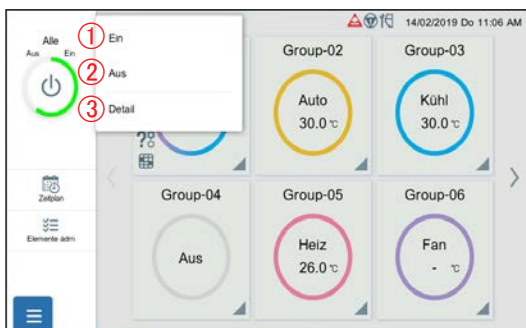 14/02/2019 Do 11:06 AM
Alle
Aus Ein
① Ein
② Aus
③ Detail
Group-02
Auto
30.0 °C
Group-03
Kühl
30.0 °C
Zeitplan
Elemente ädrn
Group-04
Aus
Group-05
Heiz
26.0 °C
Group-06
Fan
- °C